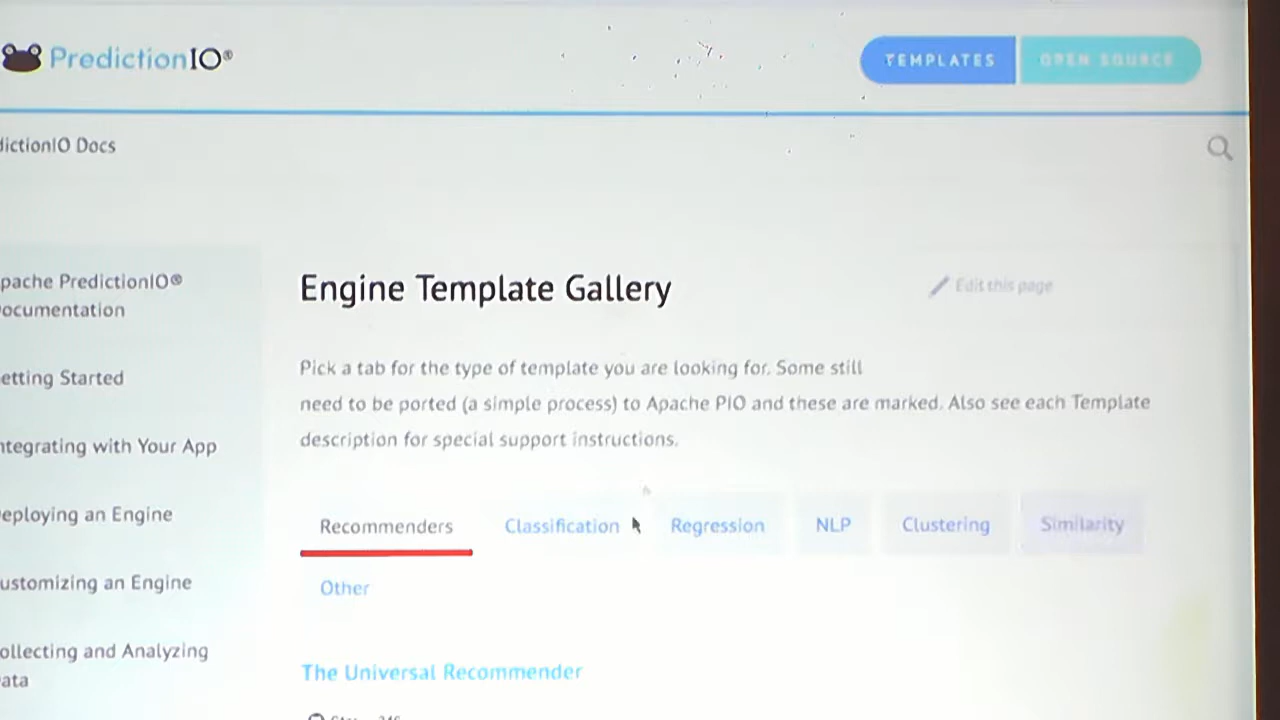 PredictionIO®
TEMPLATES
OPEN SOURCE
dictionIO Docs
pache PredictionIO®
ocumentation
etting Started
ntegrating with Your App
eploying an Engine
ustomizing an Engine
ollecting and Analyzing
ata
Engine Template Gallery
Edit this page
Pick a tab for the type of template you are looking for. Some still
need to be ported (a simple process) to Apache PIO and these are marked. Also see each Template
description for special support instructions.
Recommenders
Classification
Regression
NLP
Clustering
Similarity
Other
The Universal Recommender